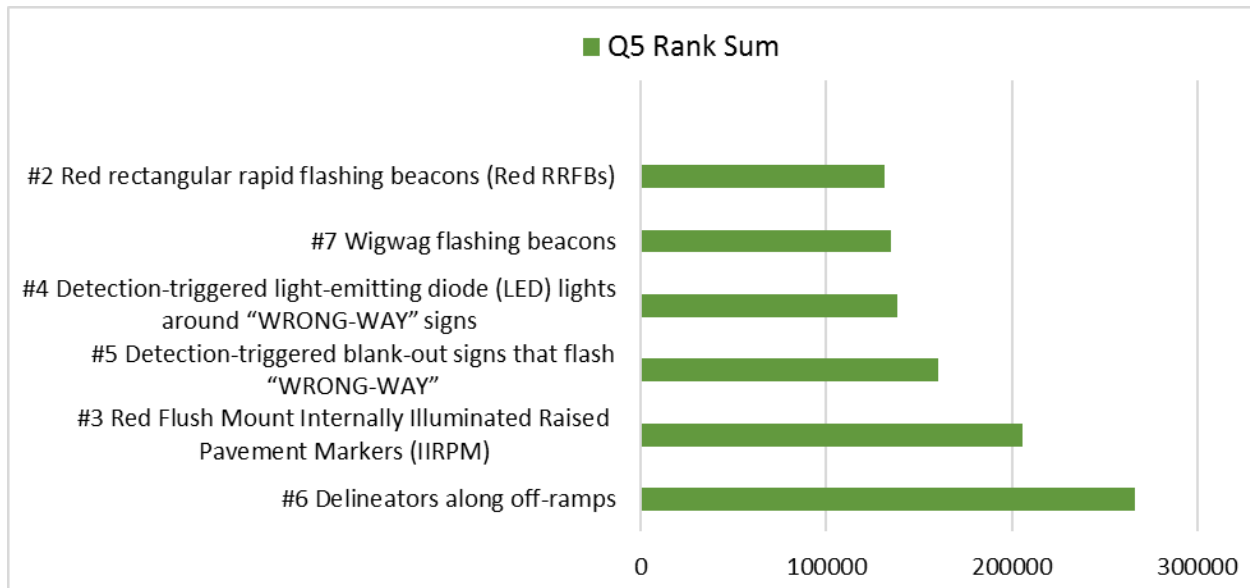 Q5 Rank Sum
#2 Red rectangular rapid flashing beacons (Red RRFBs)
#7 Wigwag flashing beacons
#4 Detection-triggered light-emitting diode (LED) lights
around “WRONG-WAY” signs
#5 Detection-triggered blank-out signs that flash
“WRONG-WAY”
#3 Red Flush Mount Internally Illuminated Raised
Pavement Markers (IIRPM)
#6 Delineators along off-ramps
0 100000 200000 300000